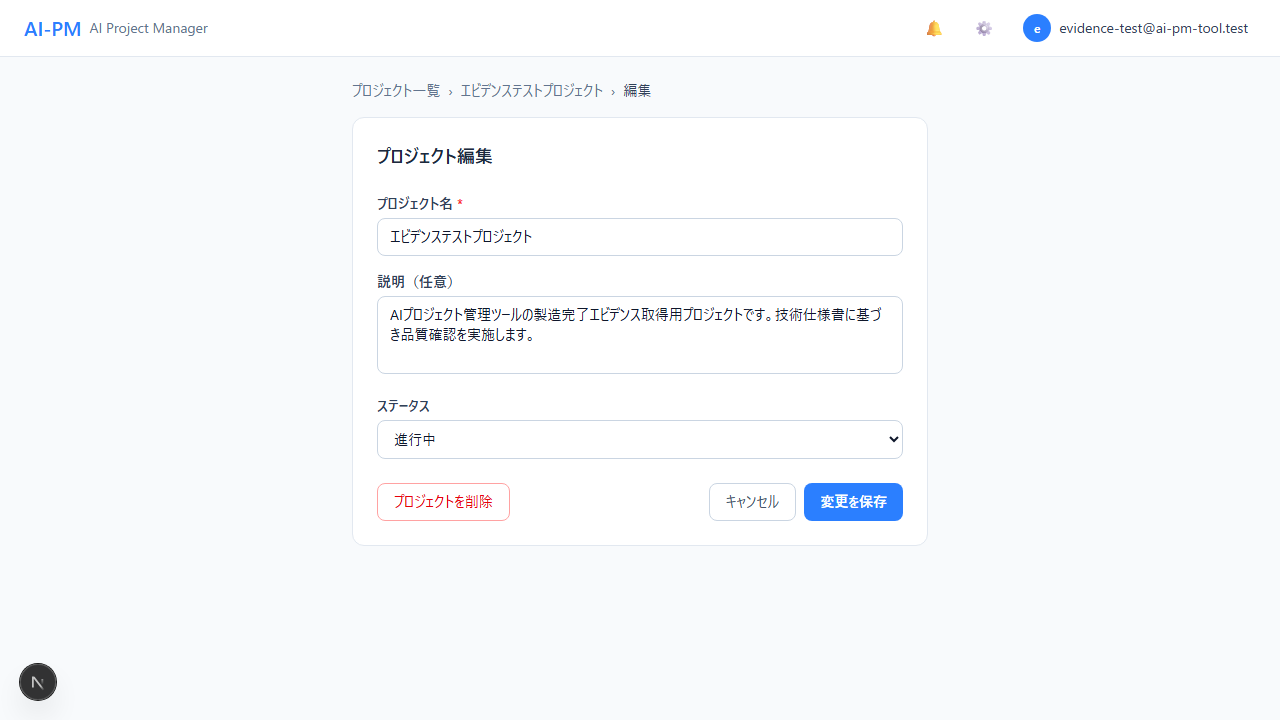 AI-PM AI Project Manager
e evidence-test@ai-pm-tool.test
プロジェクト一覧 › エビデンステストプロジェクト › 編集
プロジェクト編集
プロジェクト名 *
エビデンステストプロジェクト
説明（任意）
AIプロジェクト管理ツールの製造完了エビデンス取得用プロジェクトです。技術仕様書に基づ
き品質確認を実施します。
ステータス
進行中
プロジェクトを削除
キャンセル
変更を保存
N